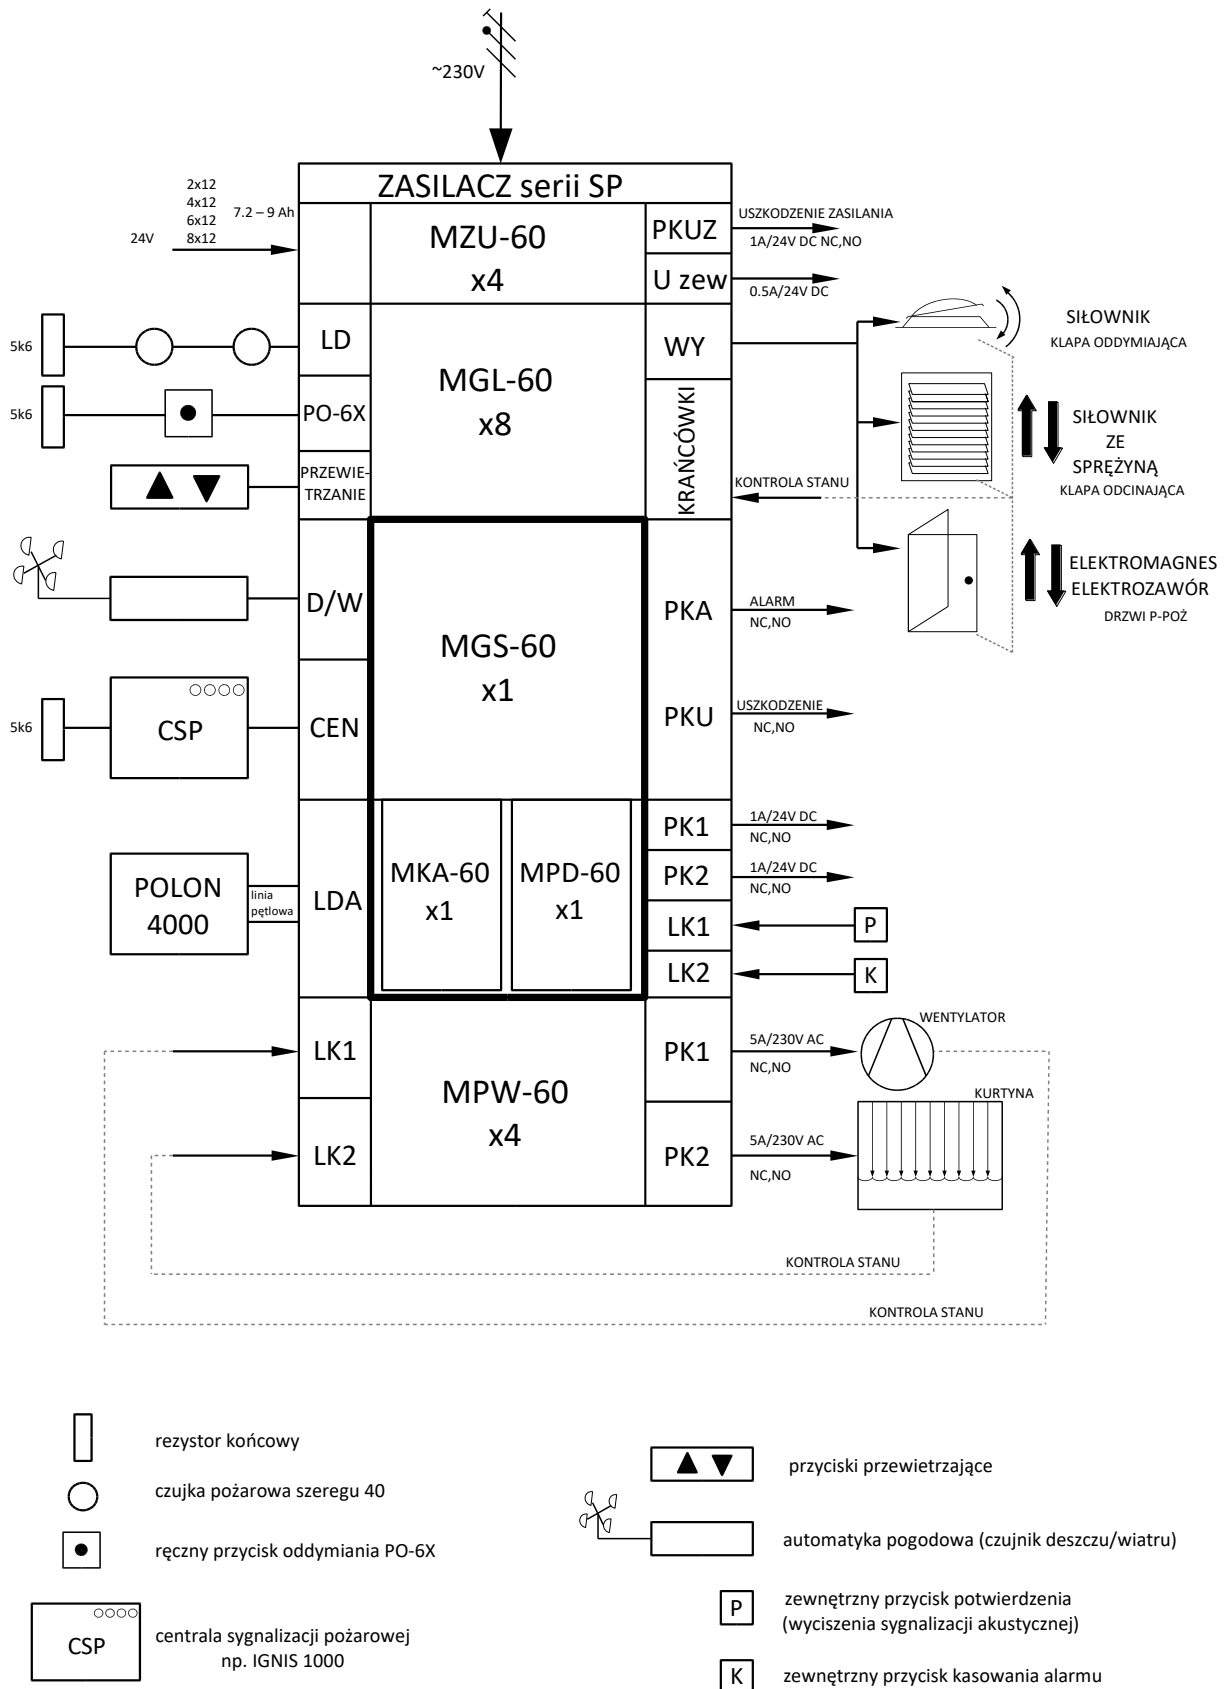 ~230V
ZASILACZ serii SP
2x12
4x12
6x12
8x12
7.2 – 9 Ah
24V
MZU-60
x4
PKUZ
USZKODZENIE ZASILANIA
1A/24V DC NC,NO
U zew
0.5A/24V DC
5k6
LD
MGL-60
x8
WY
SIŁOWNIK
KLAPA ODDYMIAJĄCA
5k6
PO-6X
KRAŃCÓWKI
SIŁOWNIK
ZE
SPRĘŻYNĄ
KLAPA ODCINAJĄCA
PRZEWIE-
TRZANIE
KONTROLA STANU
D/W
MGS-60
x1
PKA
ALARM
NC,NO
ELEKTROMAGNES
ELEKTROZAWÓR
DRZWI P-POŻ
5k6
CSP
CEN
PKU
USZKODZENIE
NC,NO
POLON
4000
linia
pętlowa
LDA
MKA-60
x1
MPD-60
x1
PK1
1A/24V DC
NC,NO
PK2
1A/24V DC
NC,NO
LK1
P
LK2
K
LK1
MPW-60
x4
PK1
5A/230V AC
NC,NO
WENTYLATOR
LK2
PK2
5A/230V AC
NC,NO
KURTYNA
KONTROLA STANU
KONTROLA STANU
rezystor końcowy
czujka pożarowa szeregu 40
ręczny przycisk oddymiania PO-6X
CSP
centrala sygnalizacji pożarowej
np. IGNIS 1000
przyciski przewietrzające
automatyka pogodowa (czujnik deszczu/wiatru)
P
zewnętrzny przycisk potwierdzenia
(wyciszenia sygnalizacji akustycznej)
K
zewnętrzny przycisk kasowania alarmu